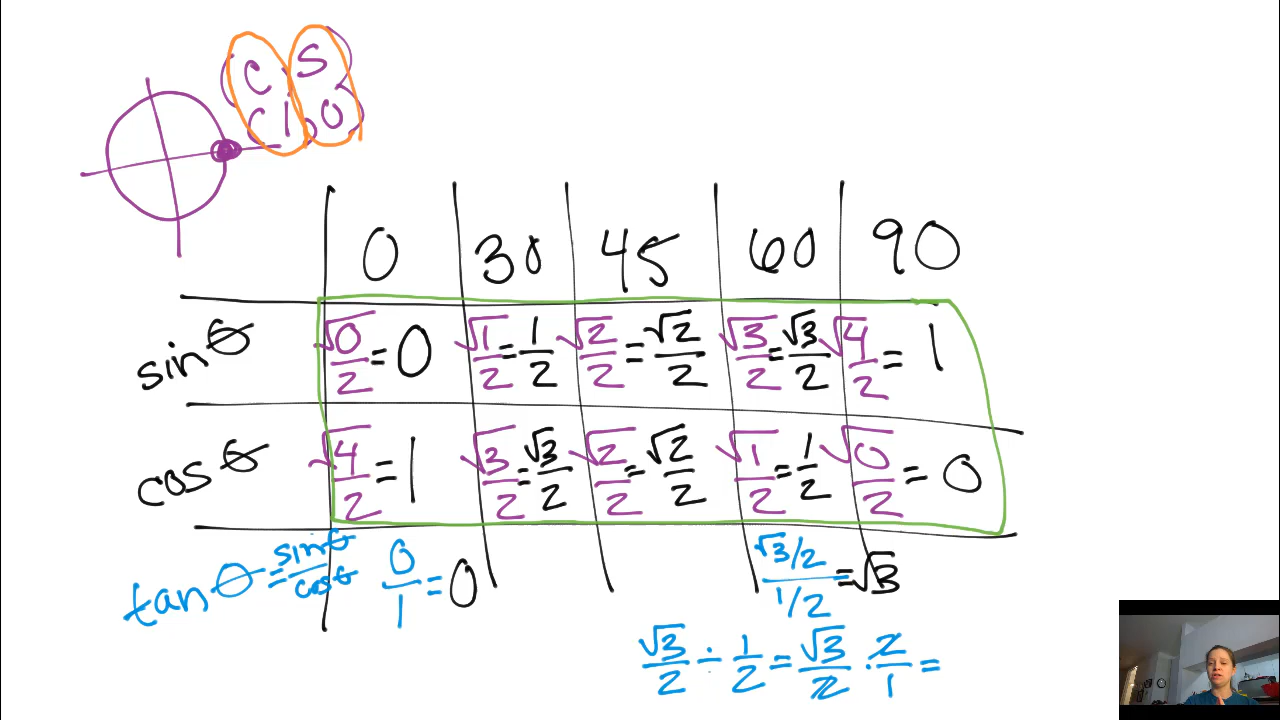 (c, s)
(1, 0)
0 30 45 60 90
sinθ √0/2 = 0 √1/2 = 1/2 √2/2 = √2/2 √3/2 = √3/2 √4/2 = 1
cosθ √4/2 = 1 √3/2 = √3/2 √2/2 = √2/2 √1/2 = 1/2 √0/2 = 0
tanθ = sinθ/cosθ 0/1 = 0 √3/2 / 1/2 = √3
√3/2 ÷ 1/2 = √3/2 · 2/1 =